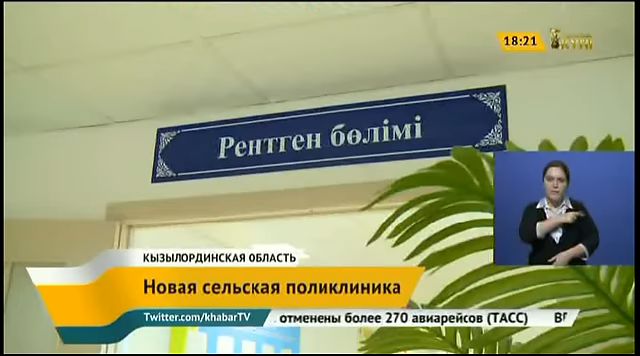 18:21
Рентген бөлімі
КЫЗЫЛОРДИНСКАЯ ОБЛАСТЬ
Новая сельская поликлиника
Twitter.com/khabarTV
отменены более 270 авиарейсов (ТАСС)